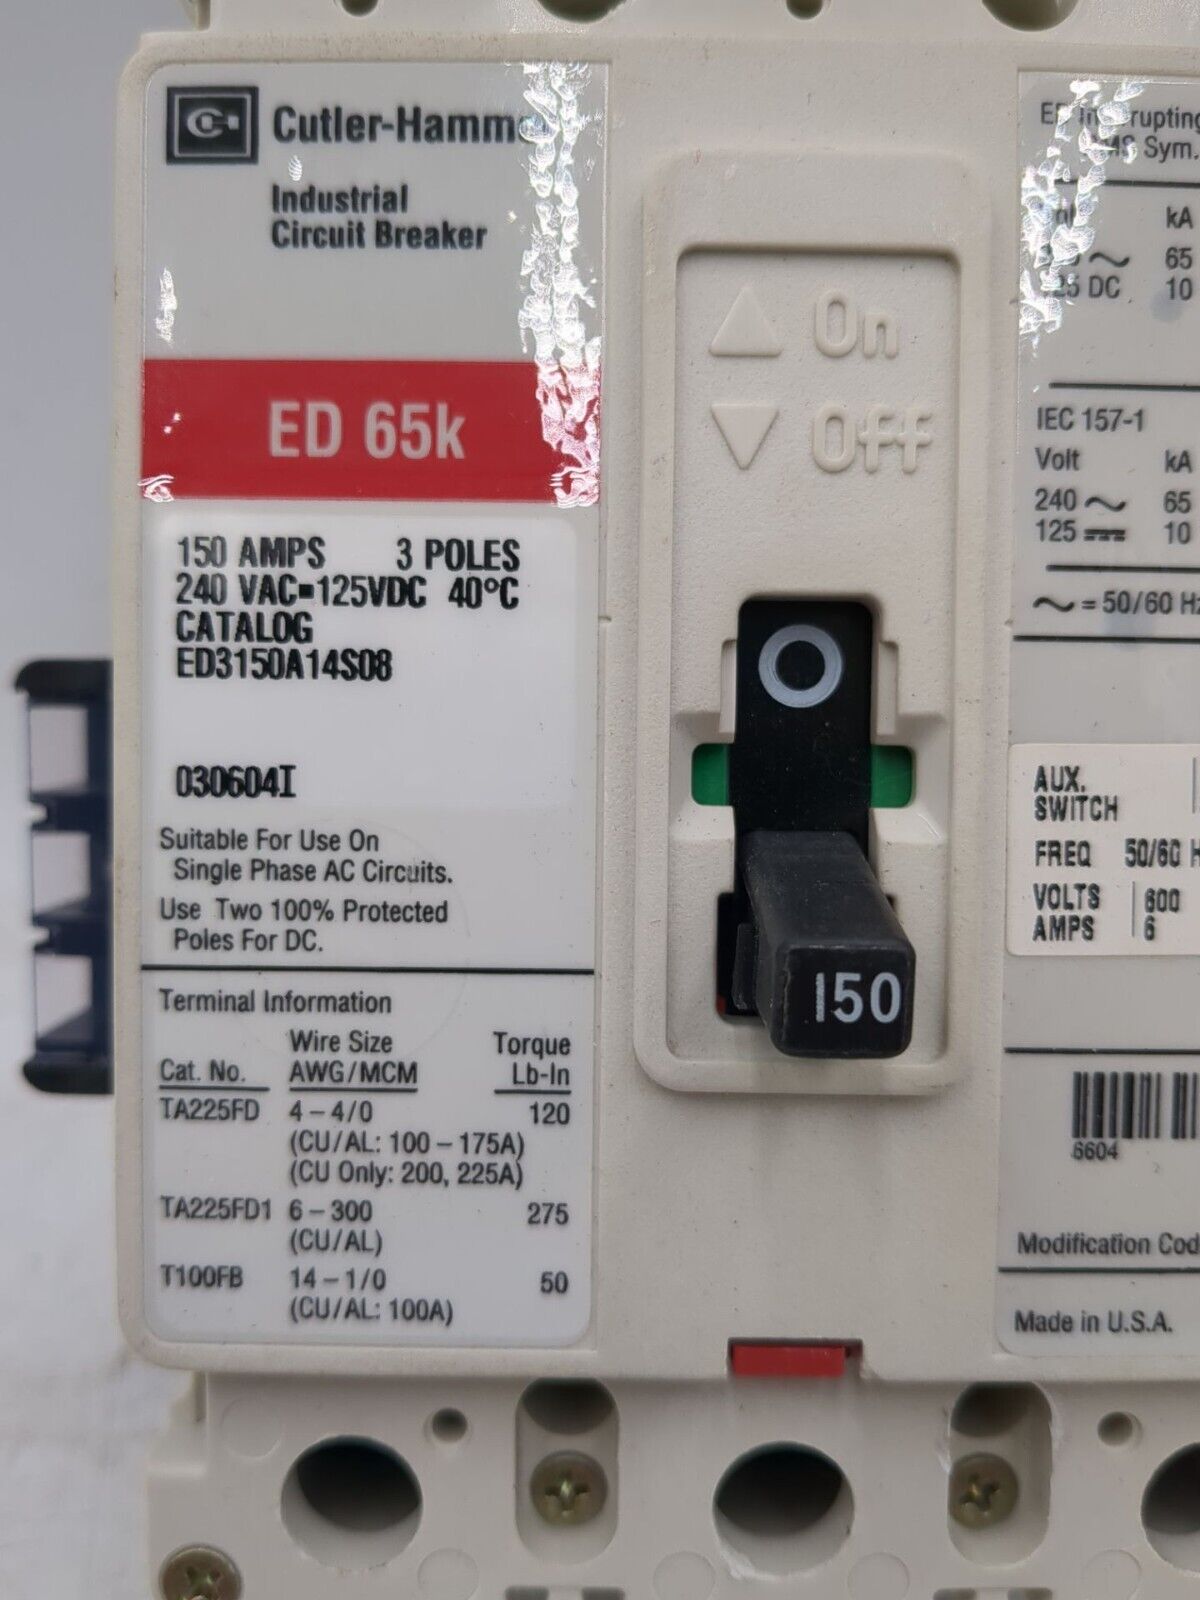 Cutler-Hamm
Industrial
Circuit Breaker
ED 65k
150 AMPS 3 POLES
240 VAC▪125VDC 40°C
CATALOG
ED3150A14S08
030604I
Suitable For Use On
Single Phase AC Circuits.
Use Two 100% Protected
Poles For DC.
Terminal Information
Wire Size Torque
Cat. No. AWG/MCM Lb-In
TA225FD 4 – 4/0 120
(CU/AL: 100 – 175A)
(CU Only: 200, 225A)
TA225FD1 6 – 300 275
(CU/AL)
T100FB 14 – 1/0 50
(CU/AL: 100A)
On
Off
O
150
rupting
Sym.
kA
65
DC 10
IEC 157-1
Volt kA
240 ~ 65
125 ⎓ 10
~ = 50/60 Hz
AUX.
SWITCH
FREQ 50/60 H
VOLTS 600
AMPS 6
6604
Modification Cod
Made in U.S.A.